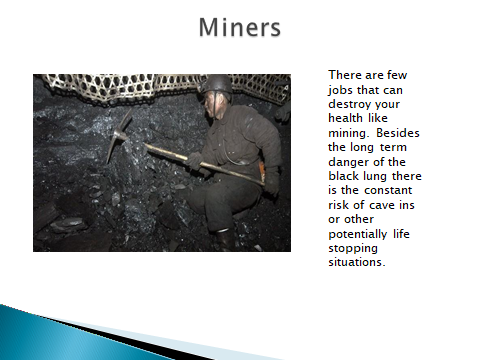 Miners
There are few
jobs that can
destroy your
health like
mining. Besides
the long term
danger of the
black lung there
is the constant
risk of cave ins
or other
potentially life
stopping
situations.